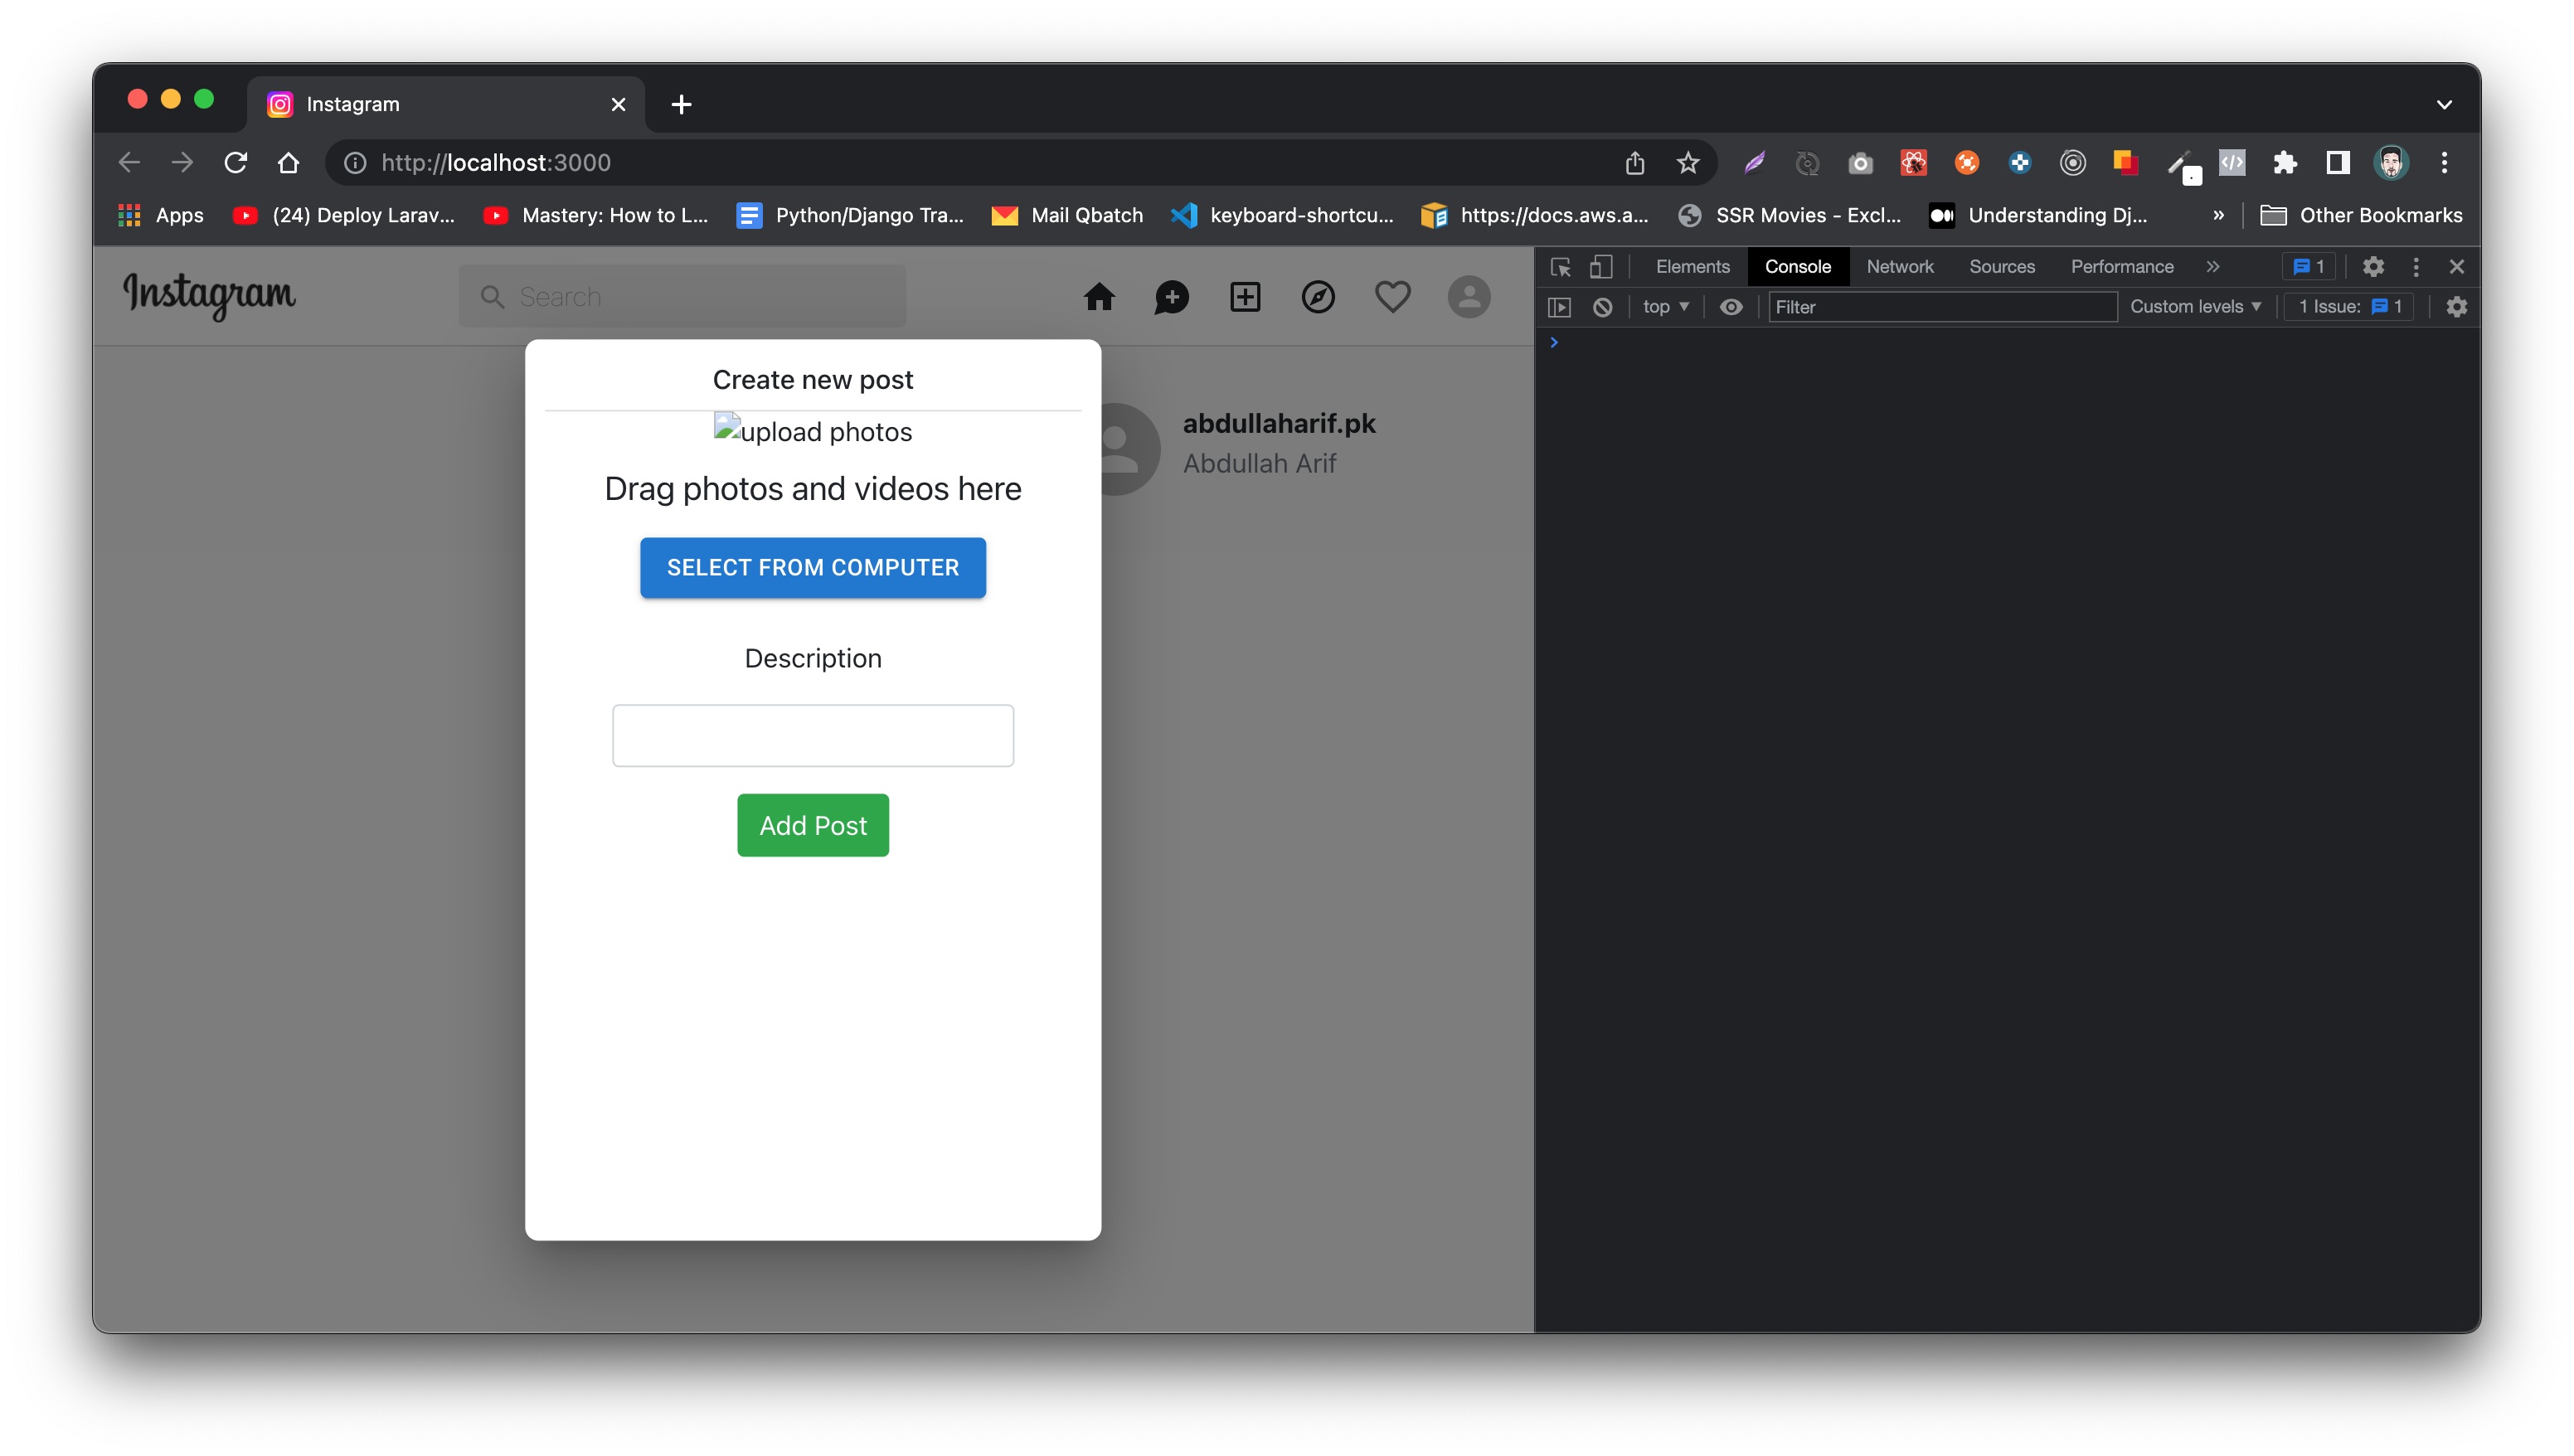 Instagram
http://localhost:3000
Apps
(24) Deploy Larav...
Mastery: How to L...
Python/Django Tra...
Mail Qbatch
keyboard-shortcu...
https://docs.aws.a...
SSR Movies - Excl...
Understanding Dj...
»
Other Bookmarks
Instagram
Search
Create new post
upload photos
Drag photos and videos here
SELECT FROM COMPUTER
Description
Add Post
abdullaharif.pk
Abdullah Arif
Elements
Console
Network
Sources
Performance
»
1
top
Filter
Custom levels
1 Issue:
1